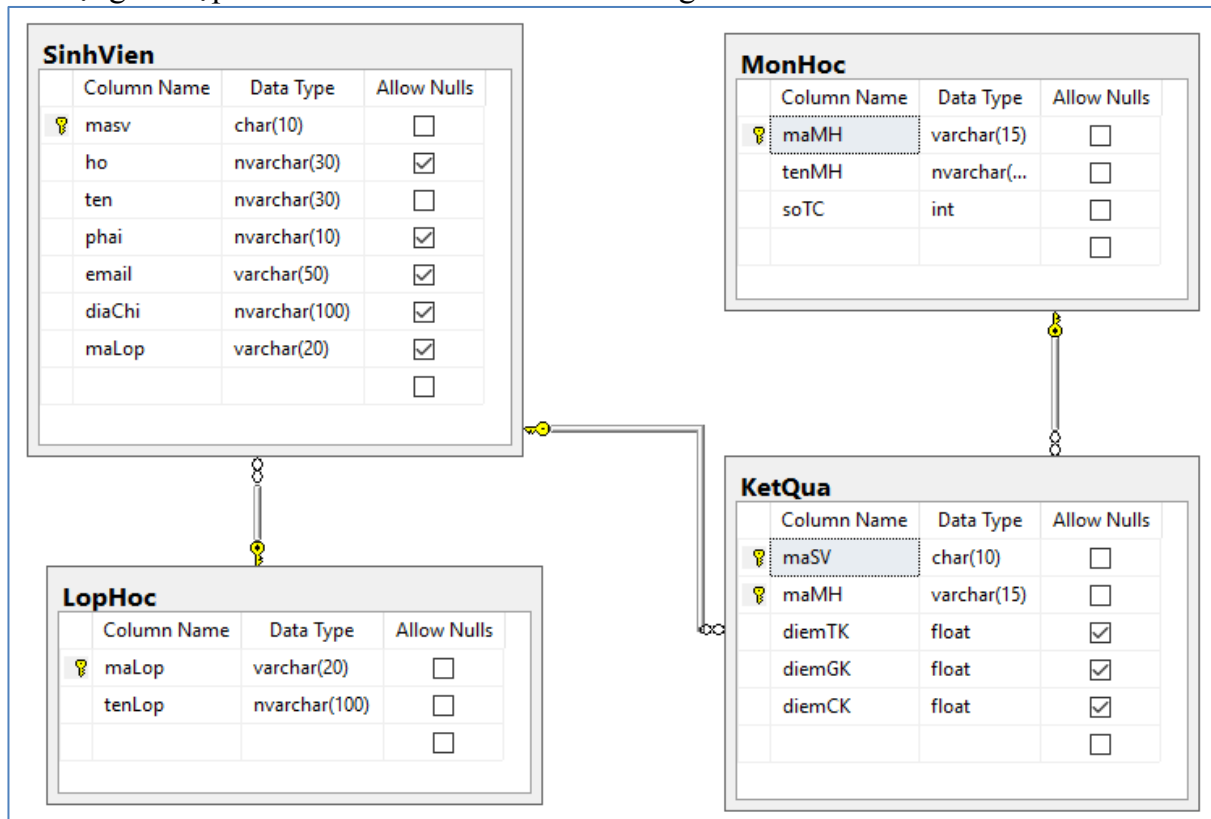 SinhVien
Column Name Data Type Allow Nulls
masv char(10)
ho nvarchar(30)
ten nvarchar(30)
phai nvarchar(10)
email varchar(50)
diaChi nvarchar(100)
maLop varchar(20)
MonHoc
Column Name Data Type Allow Nulls
maMH varchar(15)
tenMH nvarchar(...
soTC int
LopHoc
Column Name Data Type Allow Nulls
maLop varchar(20)
tenLop nvarchar(100)
KetQua
Column Name Data Type Allow Nulls
maSV char(10)
maMH varchar(15)
diemTK float
diemGK float
diemCK float